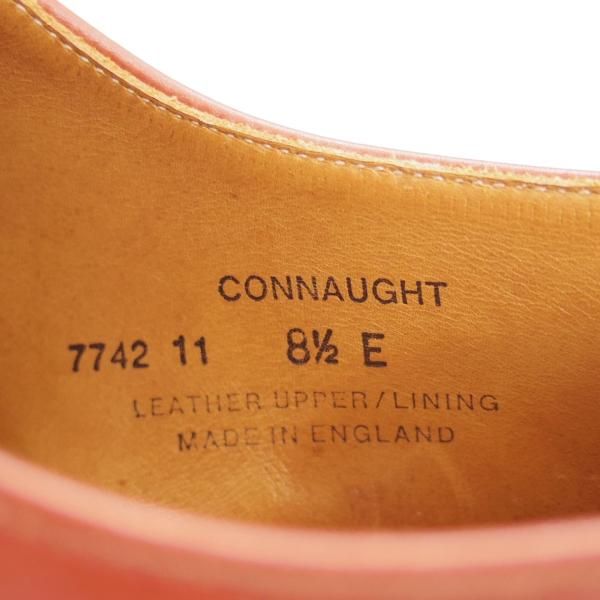 CONNAUGHT
7742 11 8½ E
LEATHER UPPER/LINING
MADE IN ENGLAND